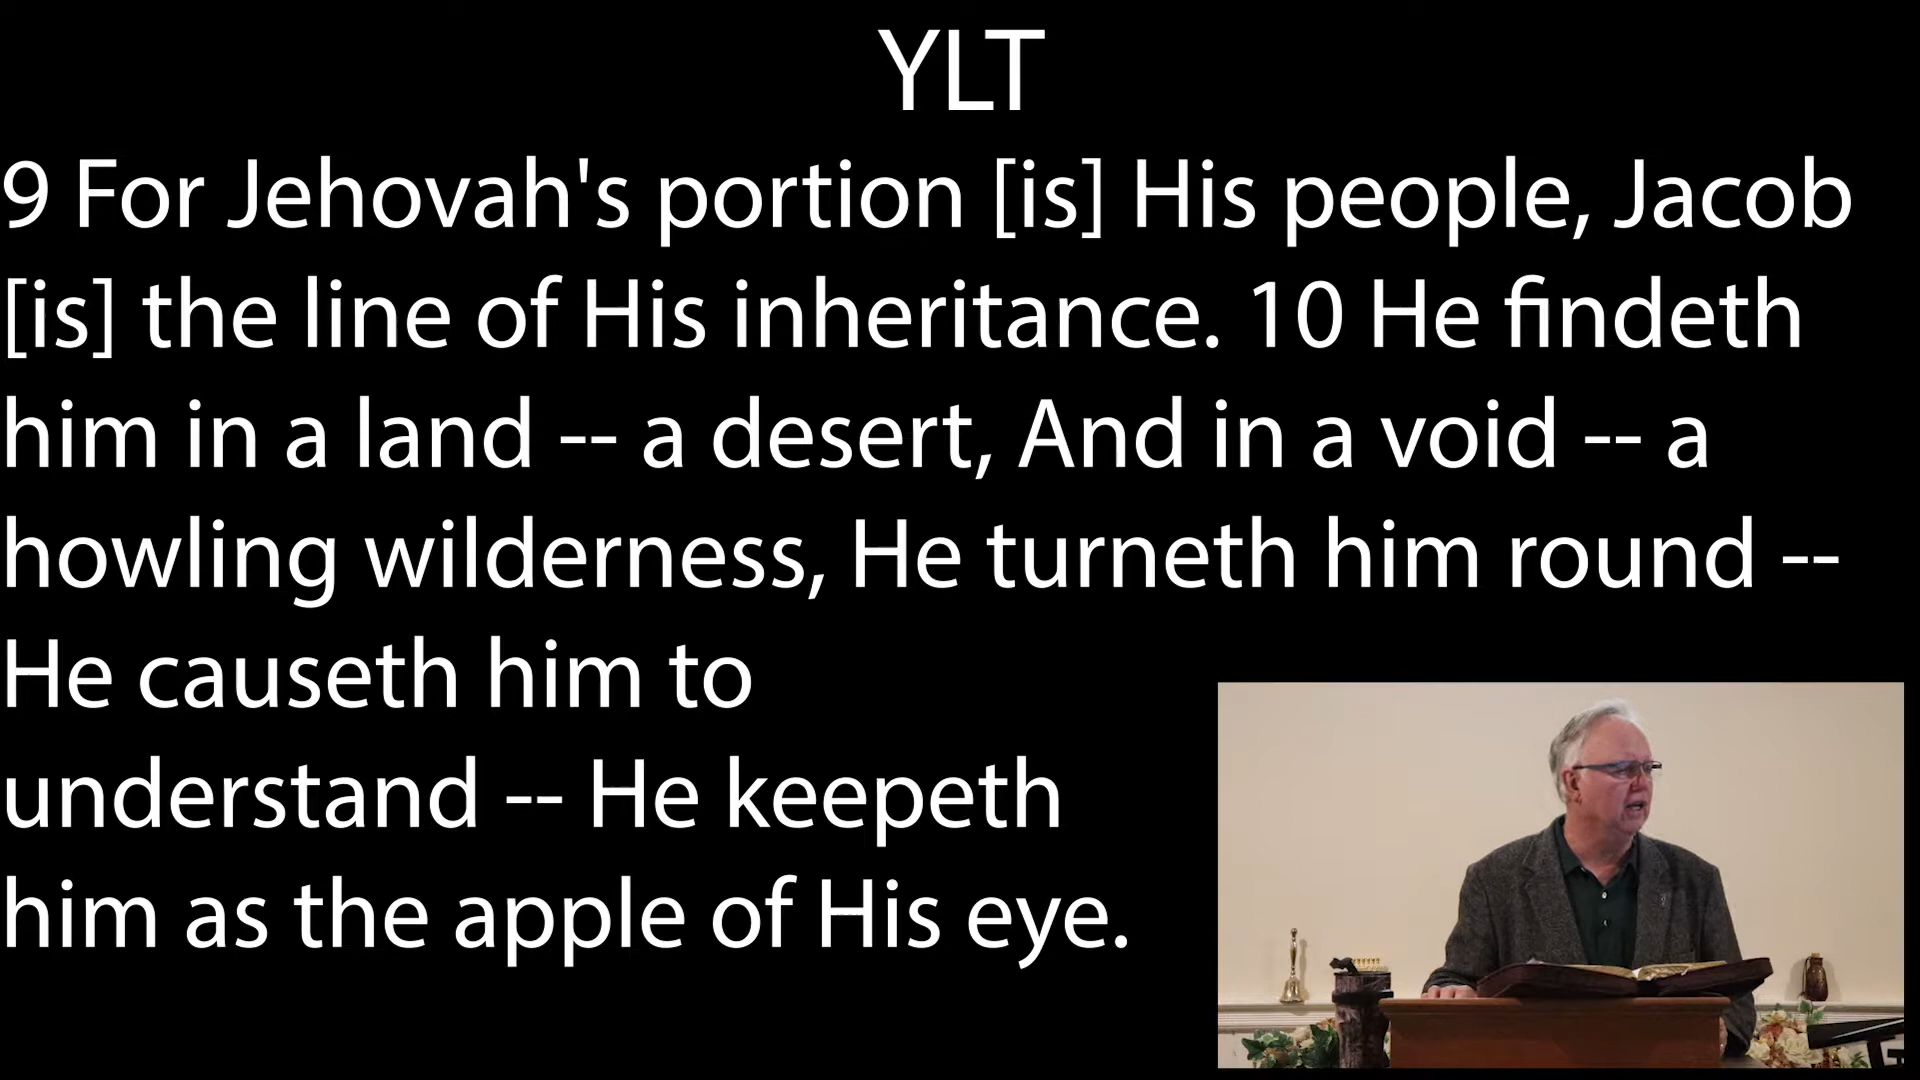 YLT
9 For Jehovah's portion [is] His people, Jacob
[is] the line of His inheritance. 10 He findeth
him in a land -- a desert, And in a void -- a
howling wilderness, He turneth him round --
He causeth him to
understand -- He keepeth
him as the apple of His eye.